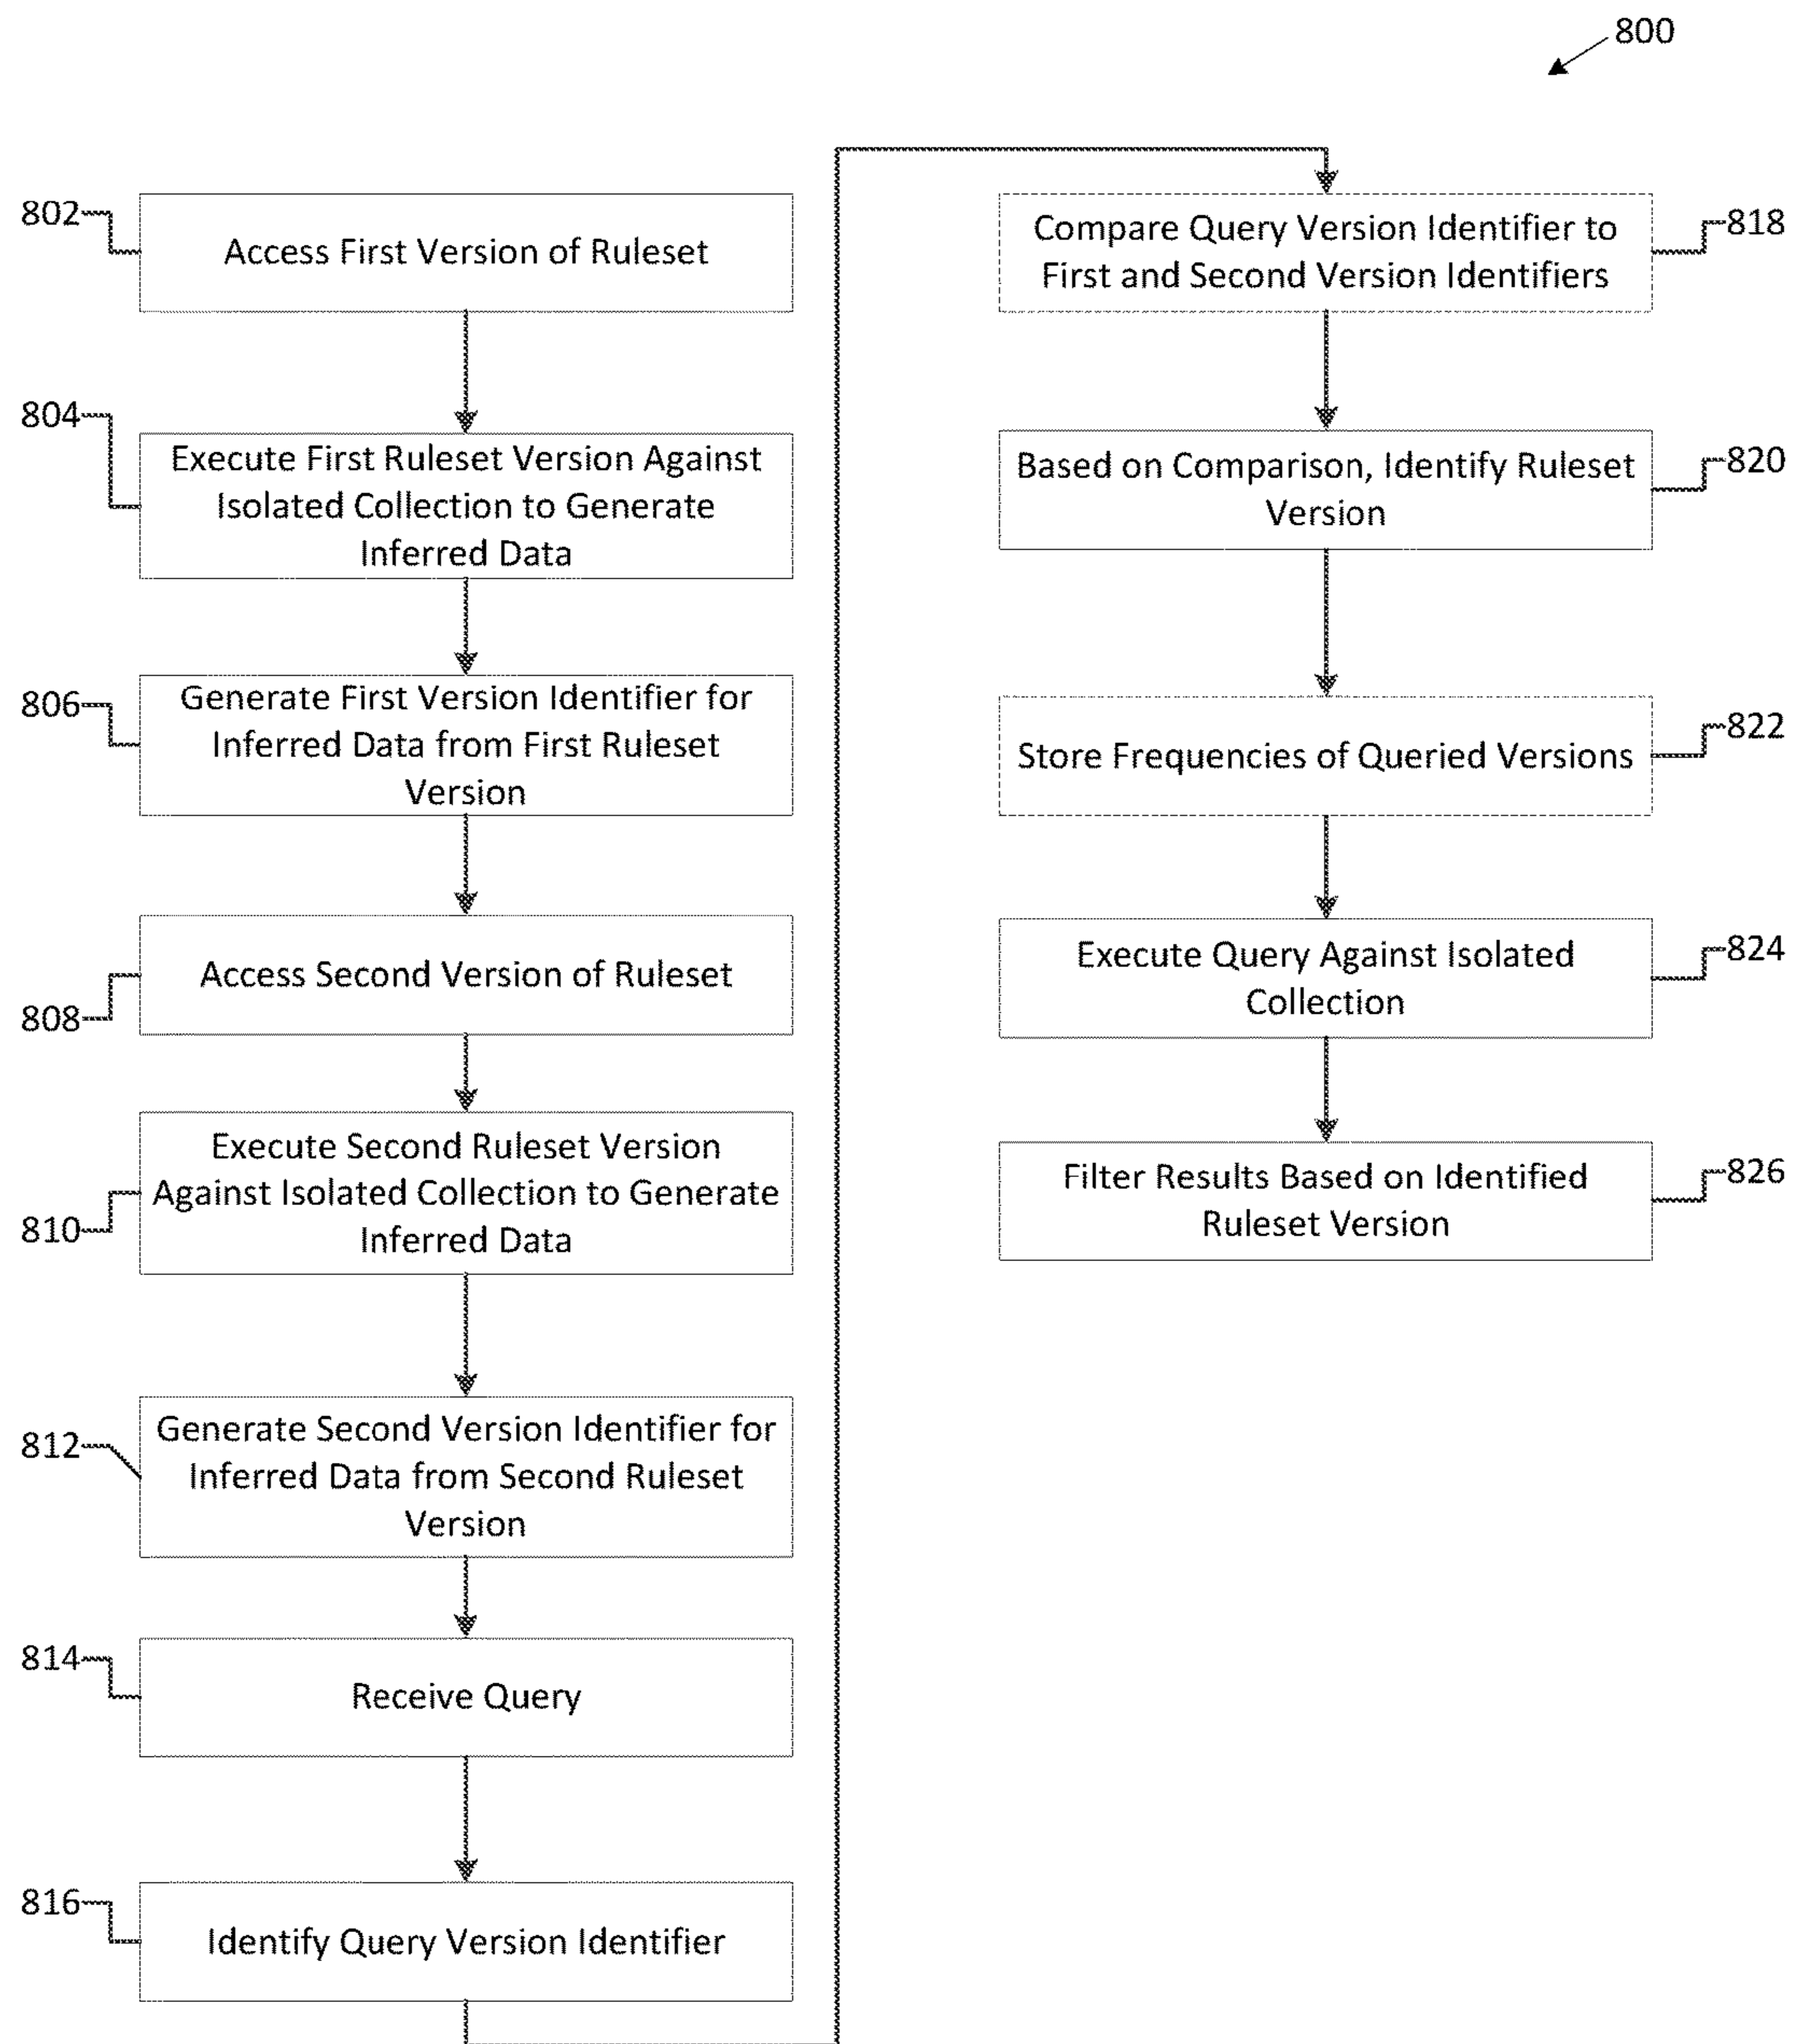 800
802
Access First Version of Ruleset
804
Execute First Ruleset Version Against
Isolated Collection to Generate
Inferred Data
806
Generate First Version Identifier for
Inferred Data from First Ruleset
Version
808
Access Second Version of Ruleset
810
Execute Second Ruleset Version
Against Isolated Collection to Generate
Inferred Data
812
Generate Second Version Identifier for
Inferred Data from Second Ruleset
Version
814
Receive Query
816
Identify Query Version Identifier
818
Compare Query Version Identifier to
First and Second Version Identifiers
820
Based on Comparison, Identify Ruleset
Version
822
Store Frequencies of Queried Versions
824
Execute Query Against Isolated
Collection
826
Filter Results Based on Identified
Ruleset Version